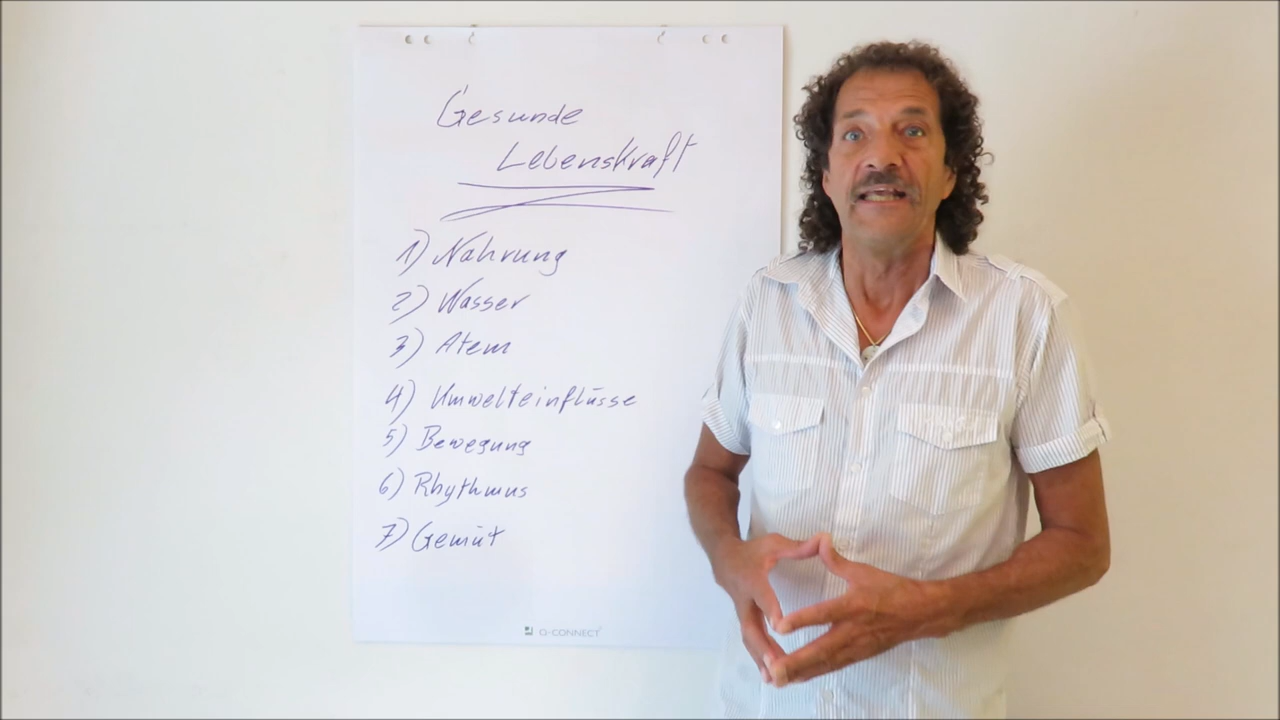 Gesunde
Lebenskraft
1) Nahrung
2) Wasser
3) Atem
4) Umwelteinflüsse
5) Bewegung
6) Rhythmus
7) Gemüt
Q-CONNECT